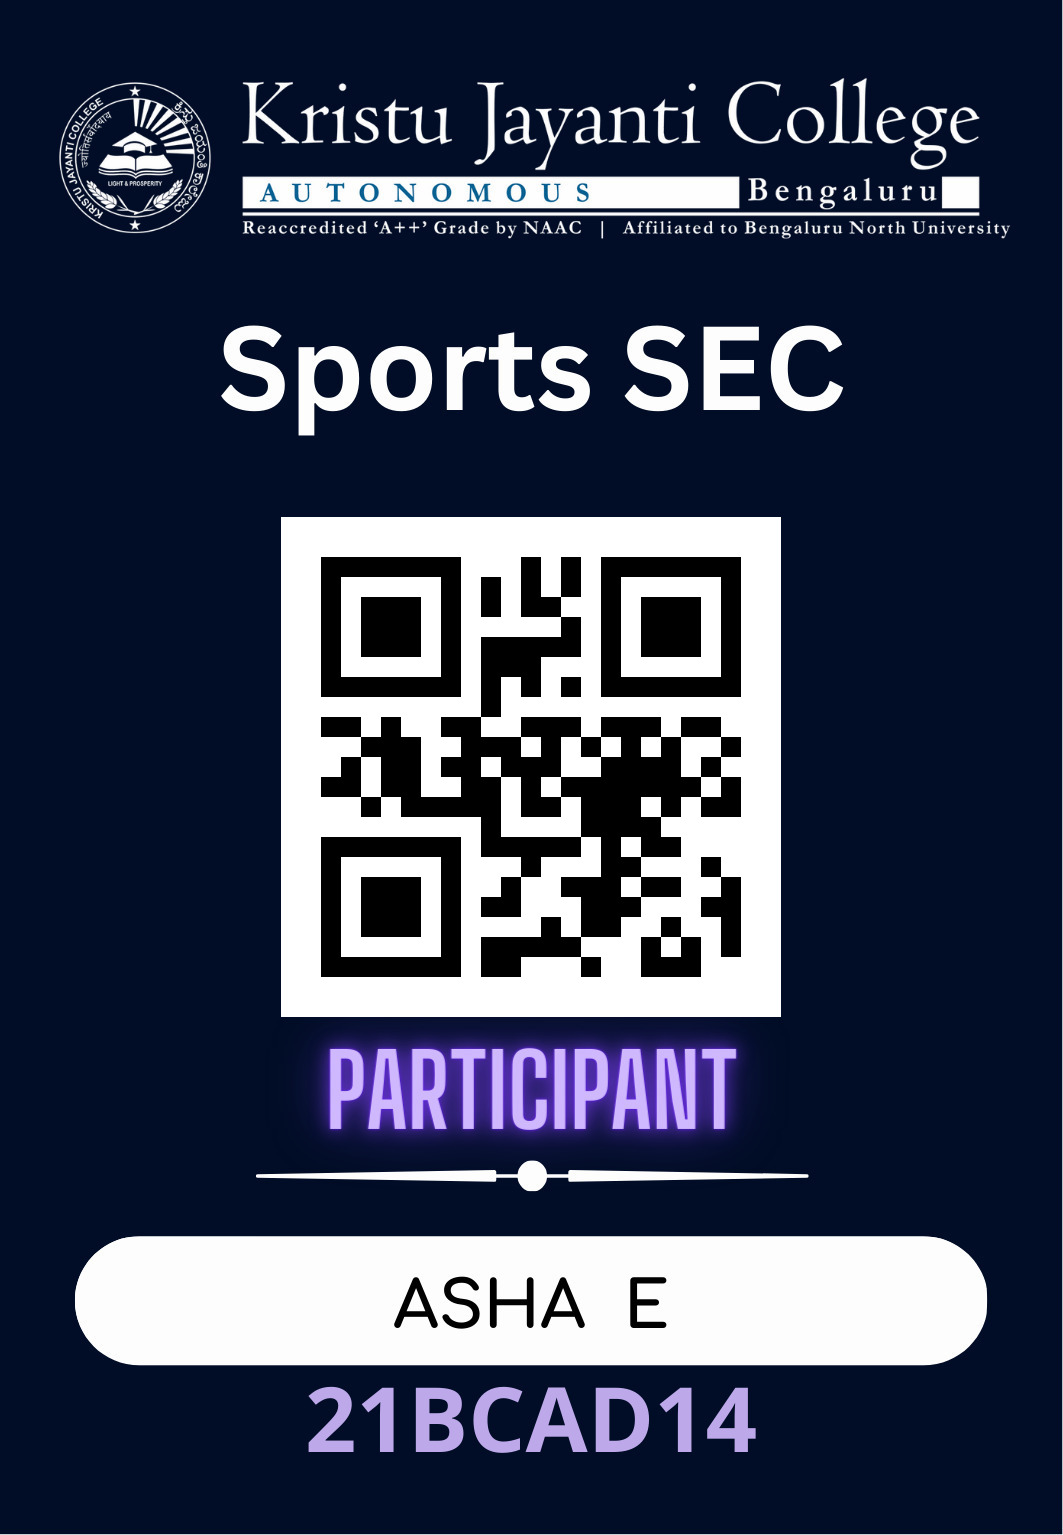 KRISTU JAYANTI COLLEGE
LIGHT & PROSPERITY
Kristu Jayanti College
AUTONOMOUS Bengaluru
Reaccredited ‘A++’ Grade by NAAC | Affiliated to Bengaluru North University
Sports SEC
PARTICIPANT
ASHA E
21BCAD14